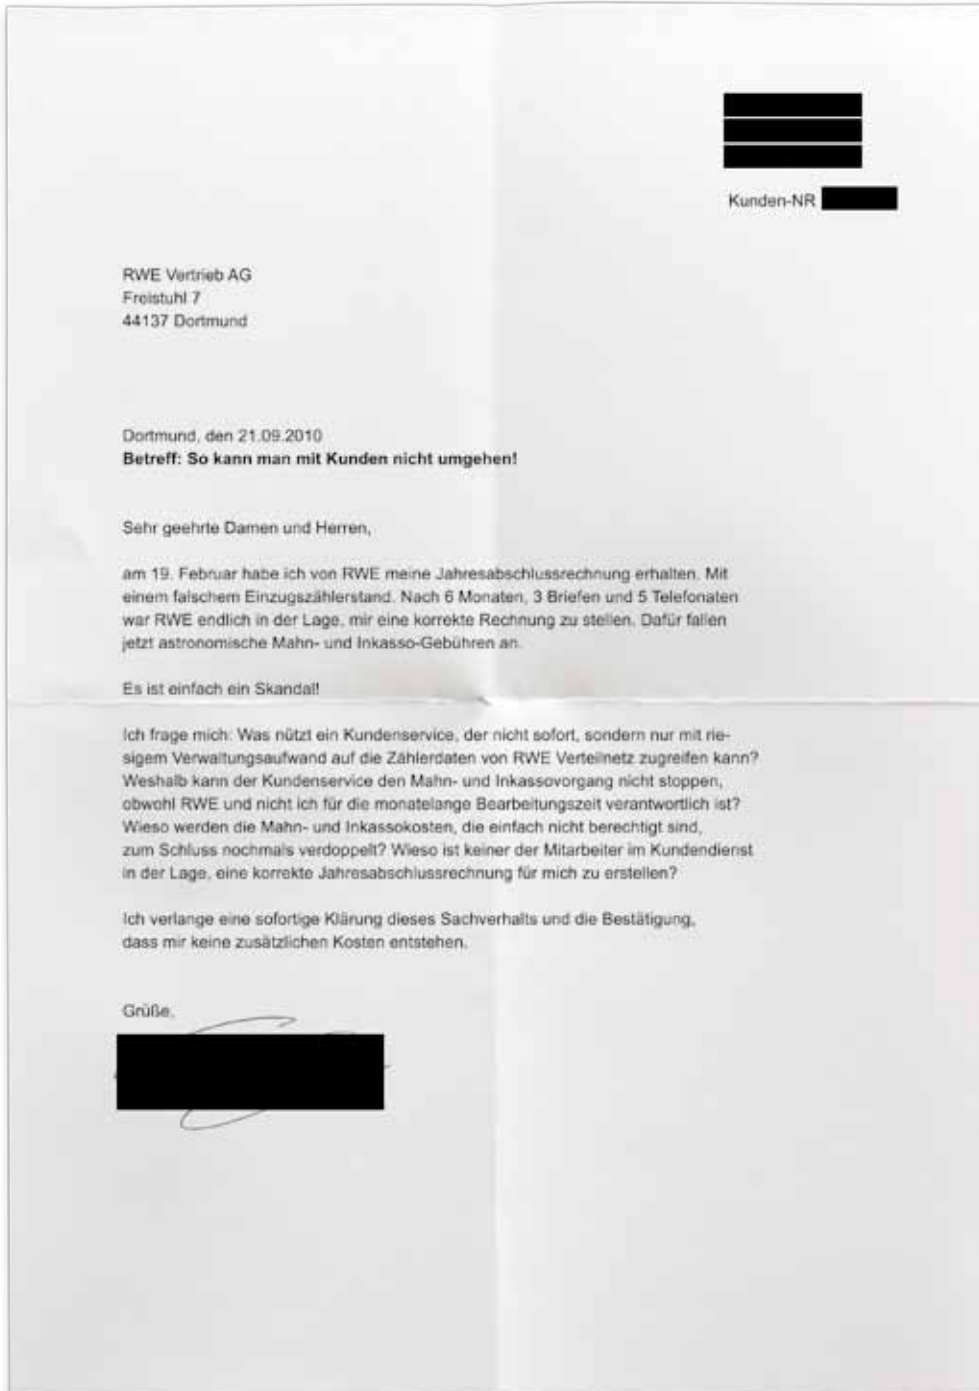 Kunden-NR
RWE Vertrieb AG
Freistuhl 7
44137 Dortmund
Dortmund, den 21.09.2010
Betreff: So kann man mit Kunden nicht umgehen!
Sehr geehrte Damen und Herren,
am 19. Februar habe ich von RWE meine Jahresabschlussrechnung erhalten. Mit
einem falschem Einzugszählerstand. Nach 6 Monaten, 3 Briefen und 5 Telefonaten
war RWE endlich in der Lage, mir eine korrekte Rechnung zu stellen. Dafür fallen
jetzt astronomische Mahn- und Inkasso-Gebühren an.
Es ist einfach ein Skandal!
Ich frage mich: Was nützt ein Kundenservice, der nicht sofort, sondern nur mit rie-
sigem Verwaltungsaufwand auf die Zählerdaten von RWE Verteilnetz zugreifen kann?
Weshalb kann der Kundenservice den Mahn- und Inkassovorgang nicht stoppen,
obwohl RWE und nicht ich für die monatelange Bearbeitungszeit verantwortlich ist?
Wieso werden die Mahn- und Inkassokosten, die einfach nicht berechtigt sind,
zum Schluss nochmals verdoppelt? Wieso ist keiner der Mitarbeiter im Kundendienst
in der Lage, eine korrekte Jahresabschlussrechnung für mich zu erstellen?
Ich verlange eine sofortige Klärung dieses Sachverhalts und die Bestätigung,
dass mir keine zusätzlichen Kosten entstehen.
Grüße,